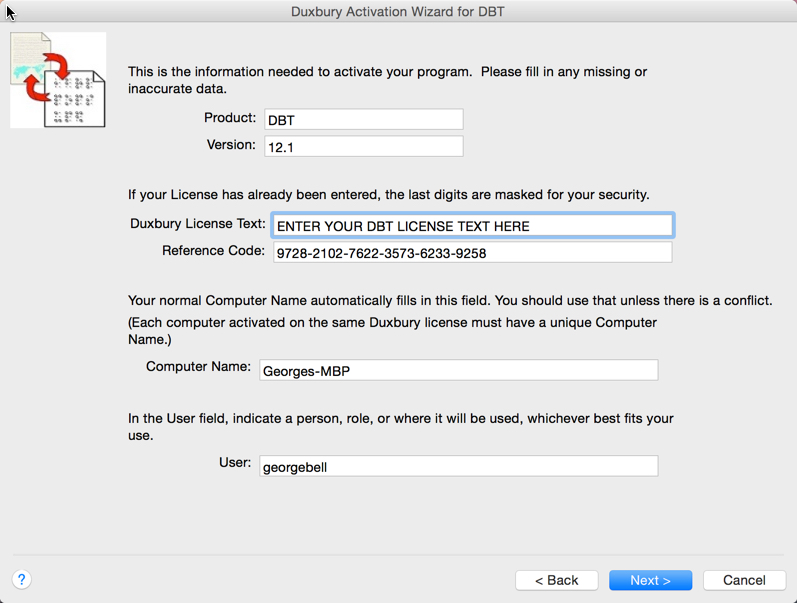 Duxbury Activation Wizard for DBT
This is the information needed to activate your program.  Please fill in any missing or
inaccurate data.
Product: DBT
Version: 12.1
If your License has already been entered, the last digits are masked for your security.
Duxbury License Text: ENTER YOUR DBT LICENSE TEXT HERE
Reference Code: 9728-2102-7622-3573-6233-9258
Your normal Computer Name automatically fills in this field. You should use that unless there is a conflict.
(Each computer activated on the same Duxbury license must have a unique Computer
Name.)
Computer Name: Georges-MBP
In the User field, indicate a person, role, or where it will be used, whichever best fits your
use.
User: georgebell
? < Back Next > Cancel